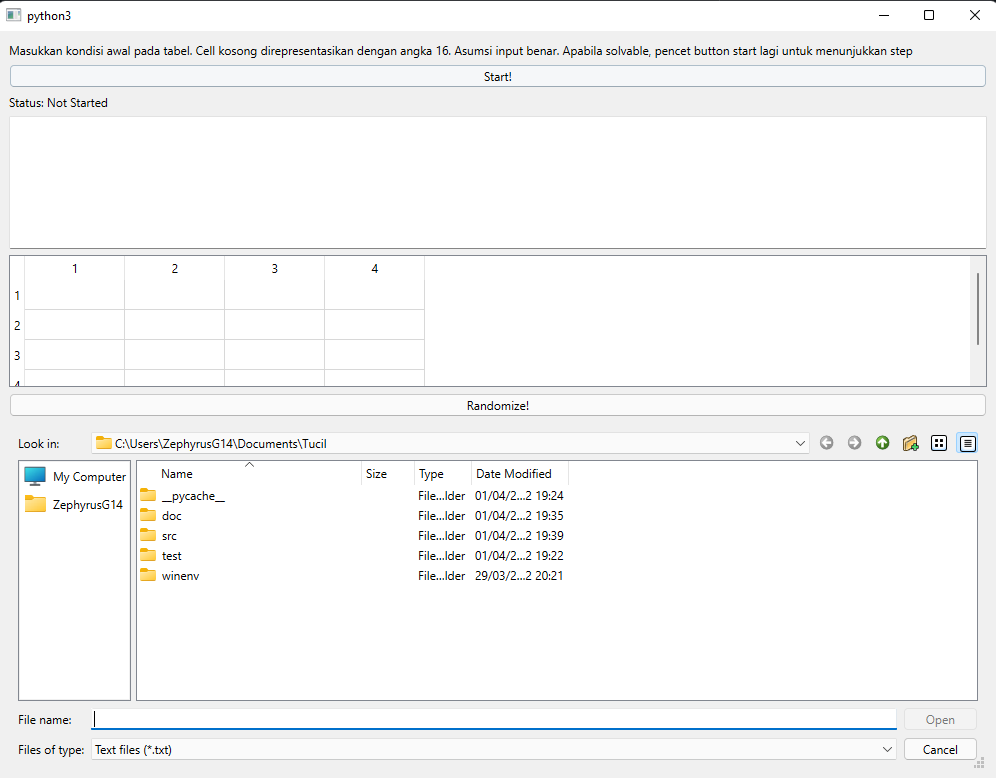 python3
Masukkan kondisi awal pada tabel. Cell kosong direpresentasikan dengan angka 16. Asumsi input benar. Apabila solvable, pencet button start lagi untuk menunjukkan step
Start!
Status: Not Started
1 2 3 4
1
2
3
4
Randomize!
Look in: C:\Users\ZephyrusG14\Documents\Tucil
My Computer
ZephyrusG14
Name Size Type Date Modified
__pycache__ File...lder 01/04/2...2 19:24
doc File...lder 01/04/2...2 19:35
src File...lder 01/04/2...2 19:39
test File...lder 01/04/2...2 19:22
winenv File...lder 29/03/2...2 20:21
File name: Open
Files of type: Text files (*.txt) Cancel